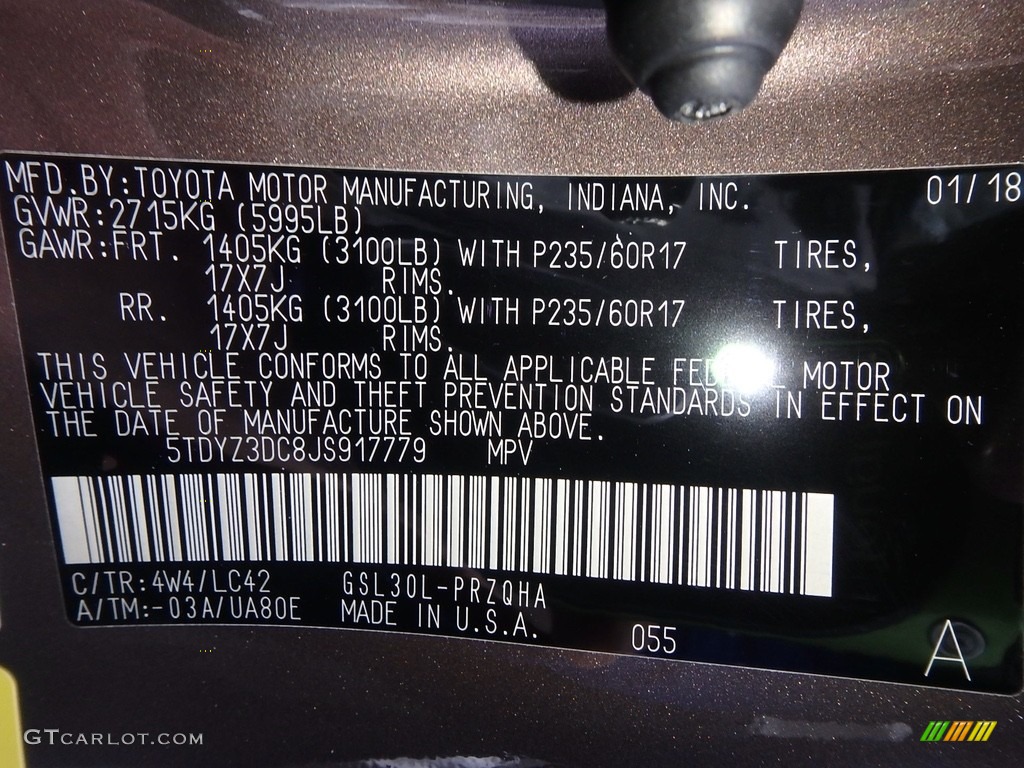 MFD.BY:TOYOTA MOTOR MANUFACTURING, INDIANA, INC. 01/18
GVWR:2715KG (5995LB)
GAWR:FRT. 1405KG (3100LB) WITH P235/60R17 TIRES,
17X7J RIMS.
RR. 1405KG (3100LB) WITH P235/60R17 TIRES,
17X7J RIMS.
THIS VEHICLE CONFORMS TO ALL APPLICABLE MOTOR
VEHICLE SAFETY AND THEFT PREVENTION STANDARDS IN EFFECT ON
THE DATE OF MANUFACTURE SHOWN ABOVE.
5TDYZ3DC8JS917779 MPV
C/TR:4W4/LC42 GSL30L-PRZQHA
A/TM:-03A/UA80E MADE IN U.S.A. 055 A
GTCARLOT.COM